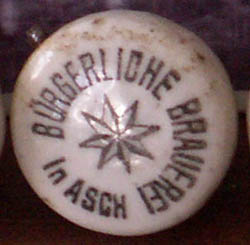 BÜRGERLICHE BRAUEREI
in ASCH